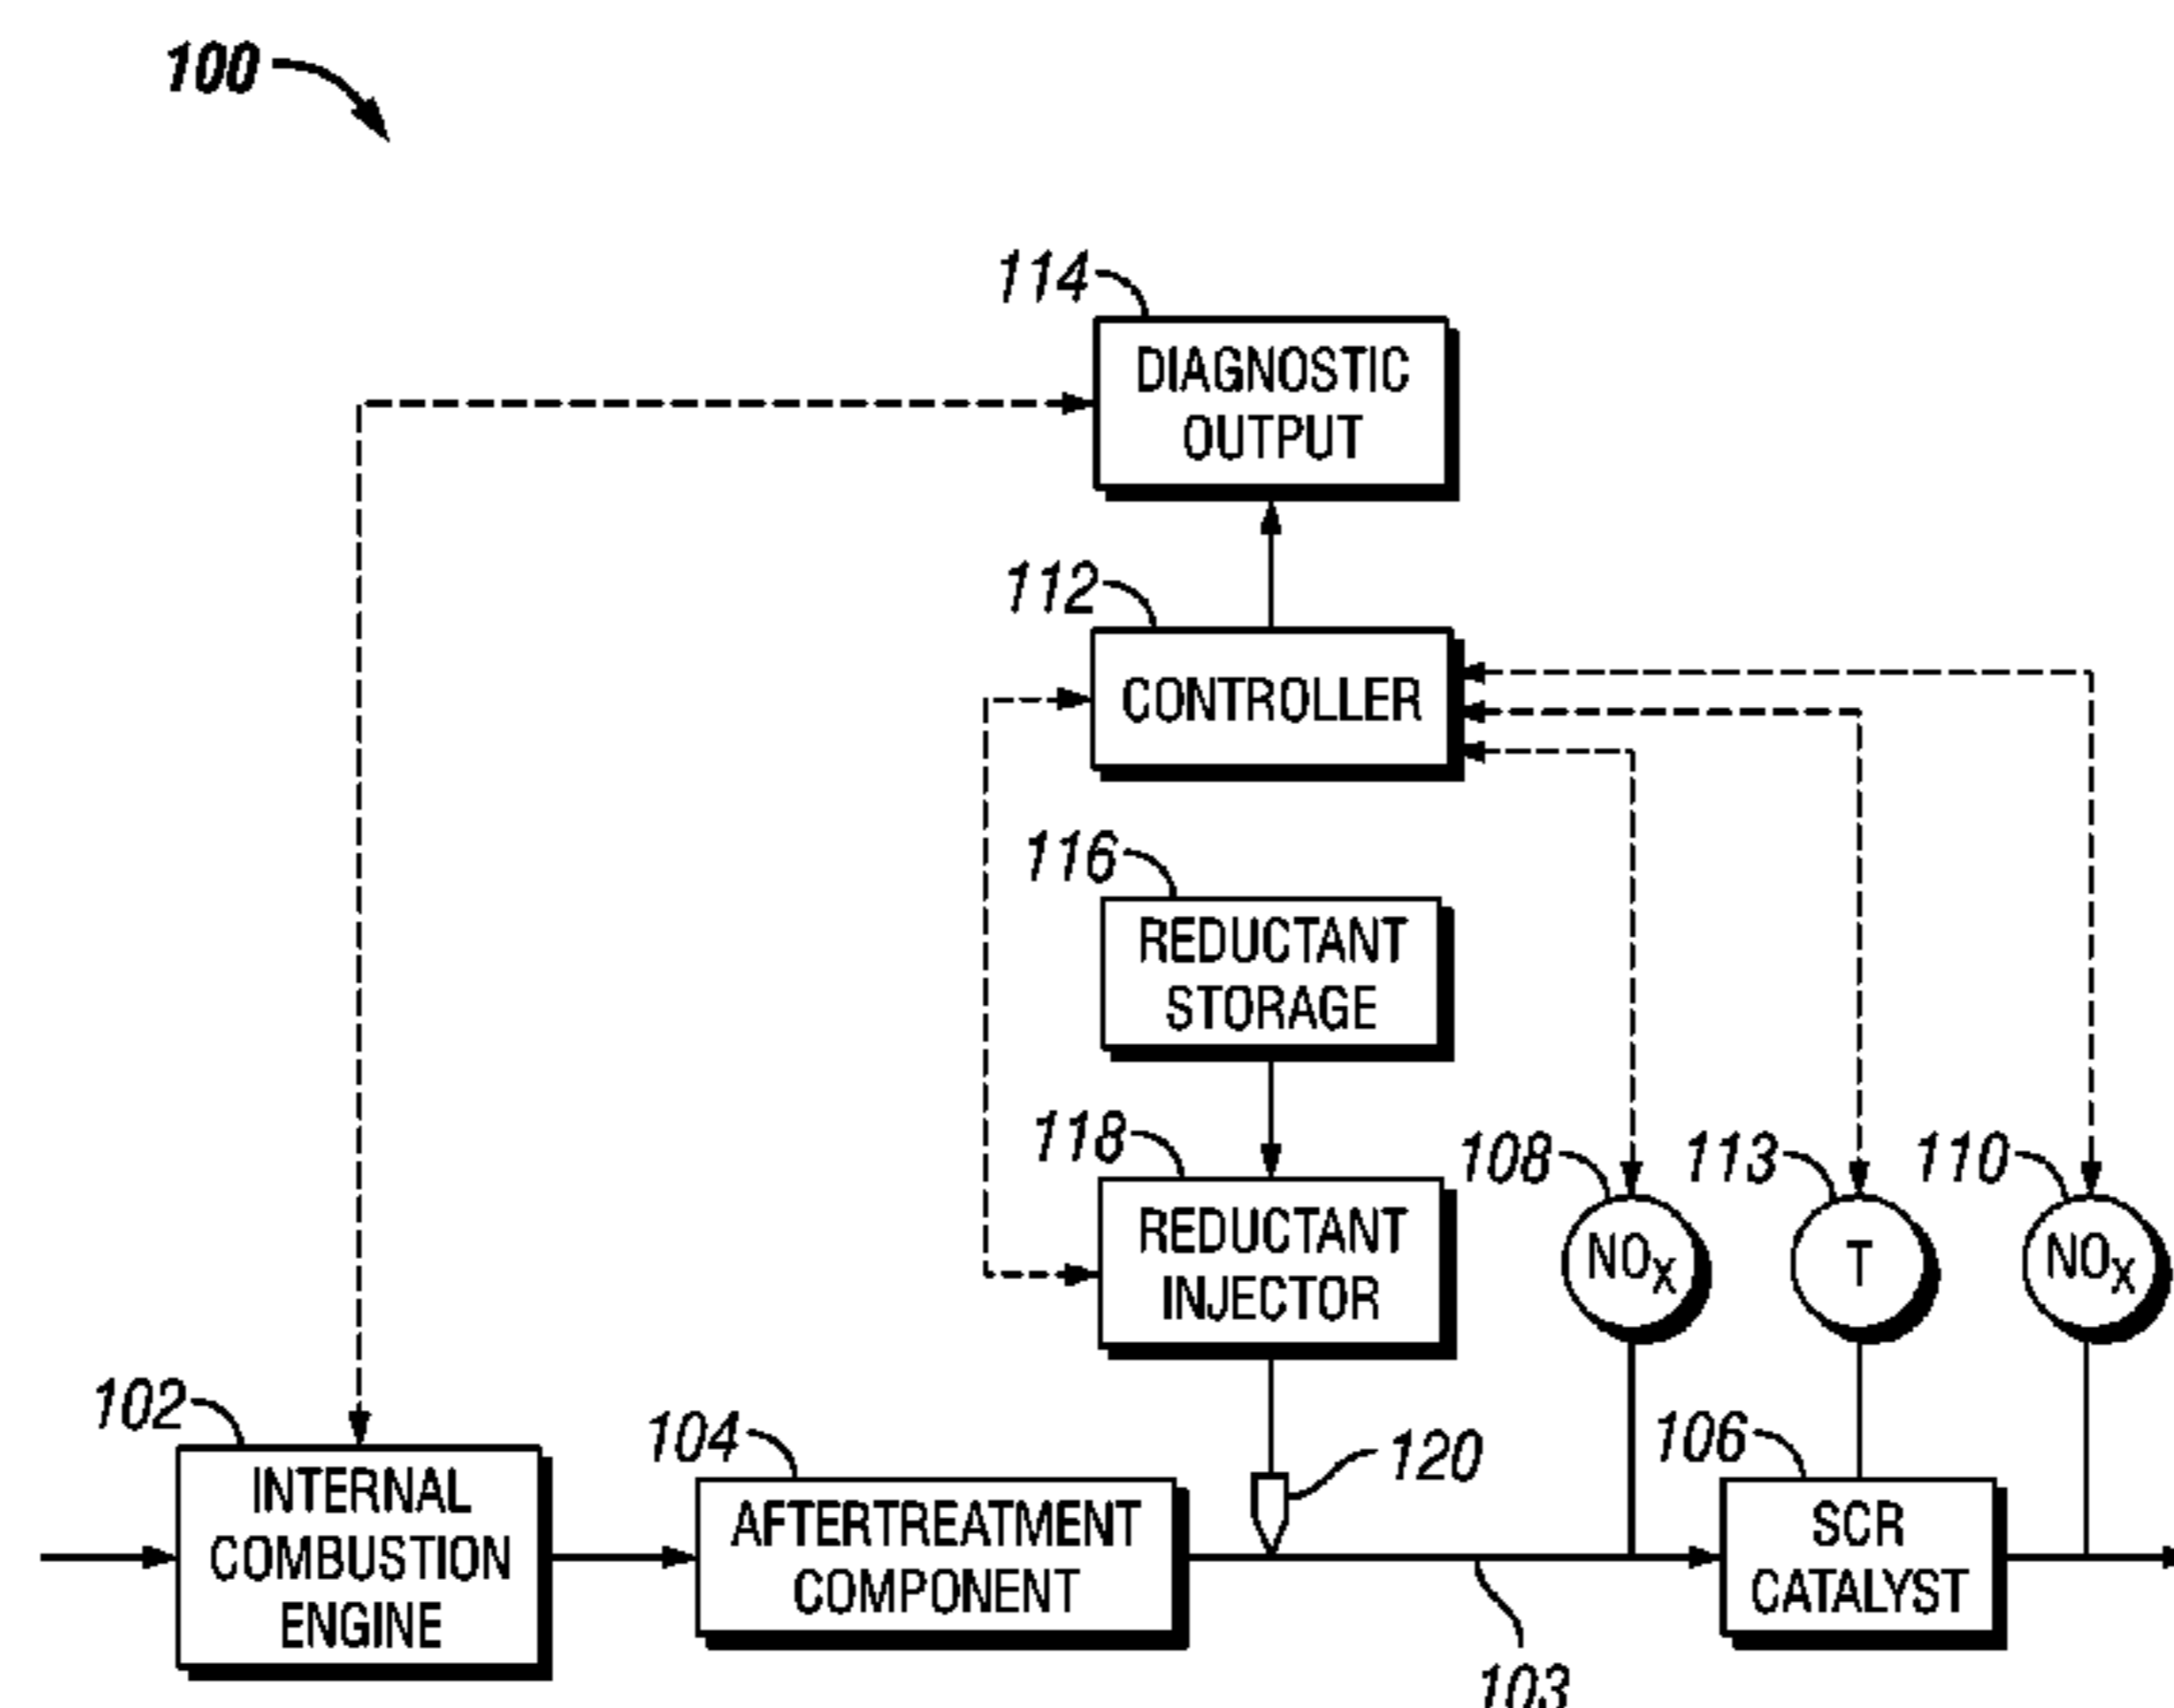 100
114
DIAGNOSTIC
OUTPUT
112
CONTROLLER
116
REDUCTANT
STORAGE
118
REDUCTANT
INJECTOR
108
NOX
113
T
110
NOX
102
INTERNAL
COMBUSTION
ENGINE
104
AFTERTREATMENT
COMPONENT
120
106
SCR
CATALYST
103